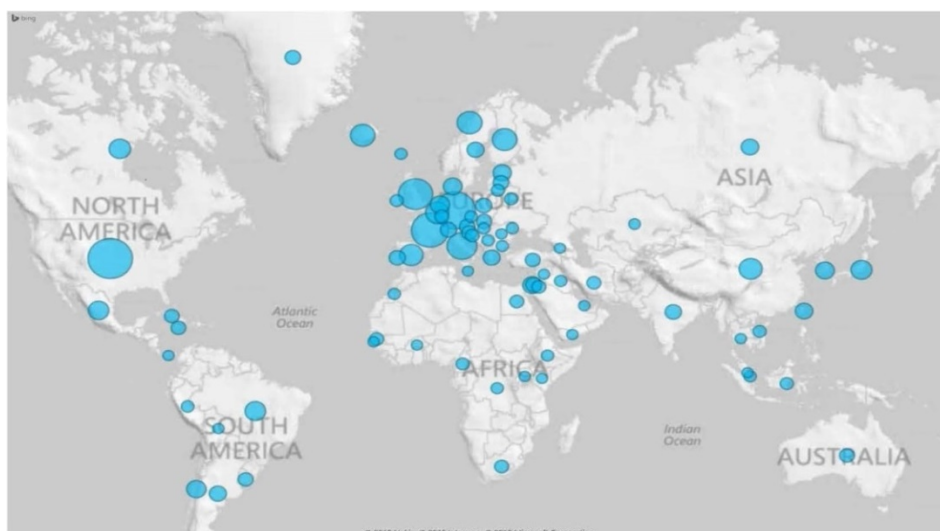 bing
NORTH
AMERICA
EUROPE
ASIA
Atlantic
Ocean
AFRICA
SOUTH
AMERICA
Indian
Ocean
AUSTRALIA